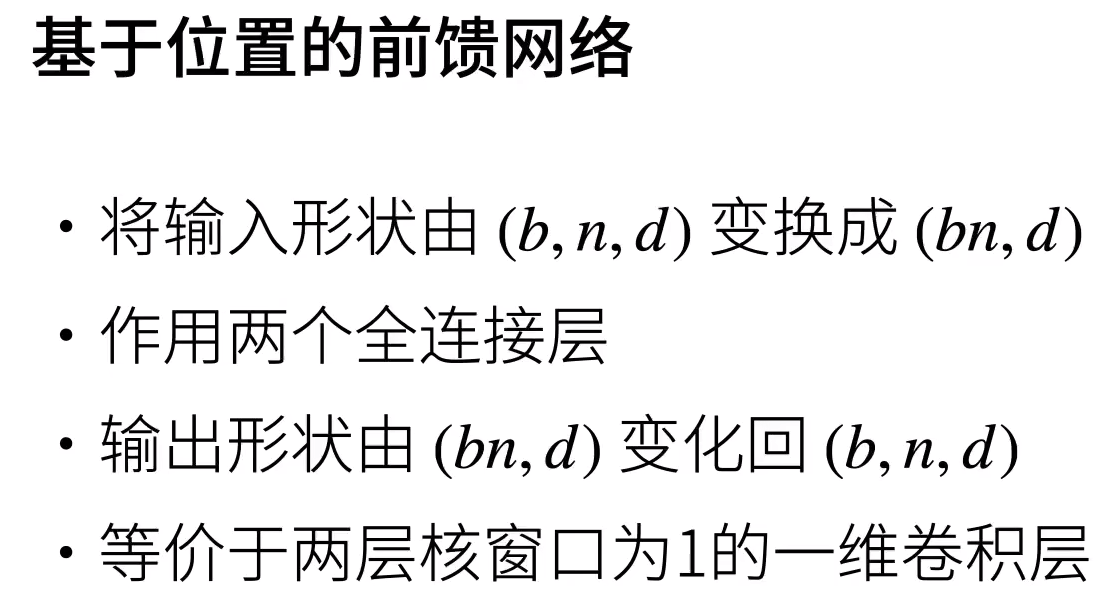 基于位置的前馈网络
・将输入形状由 (b, n, d) 变换成 (bn, d)
・作用两个全连接层
・输出形状由 (bn, d) 变化回 (b, n, d)
・等价于两层核窗口为1的一维卷积层